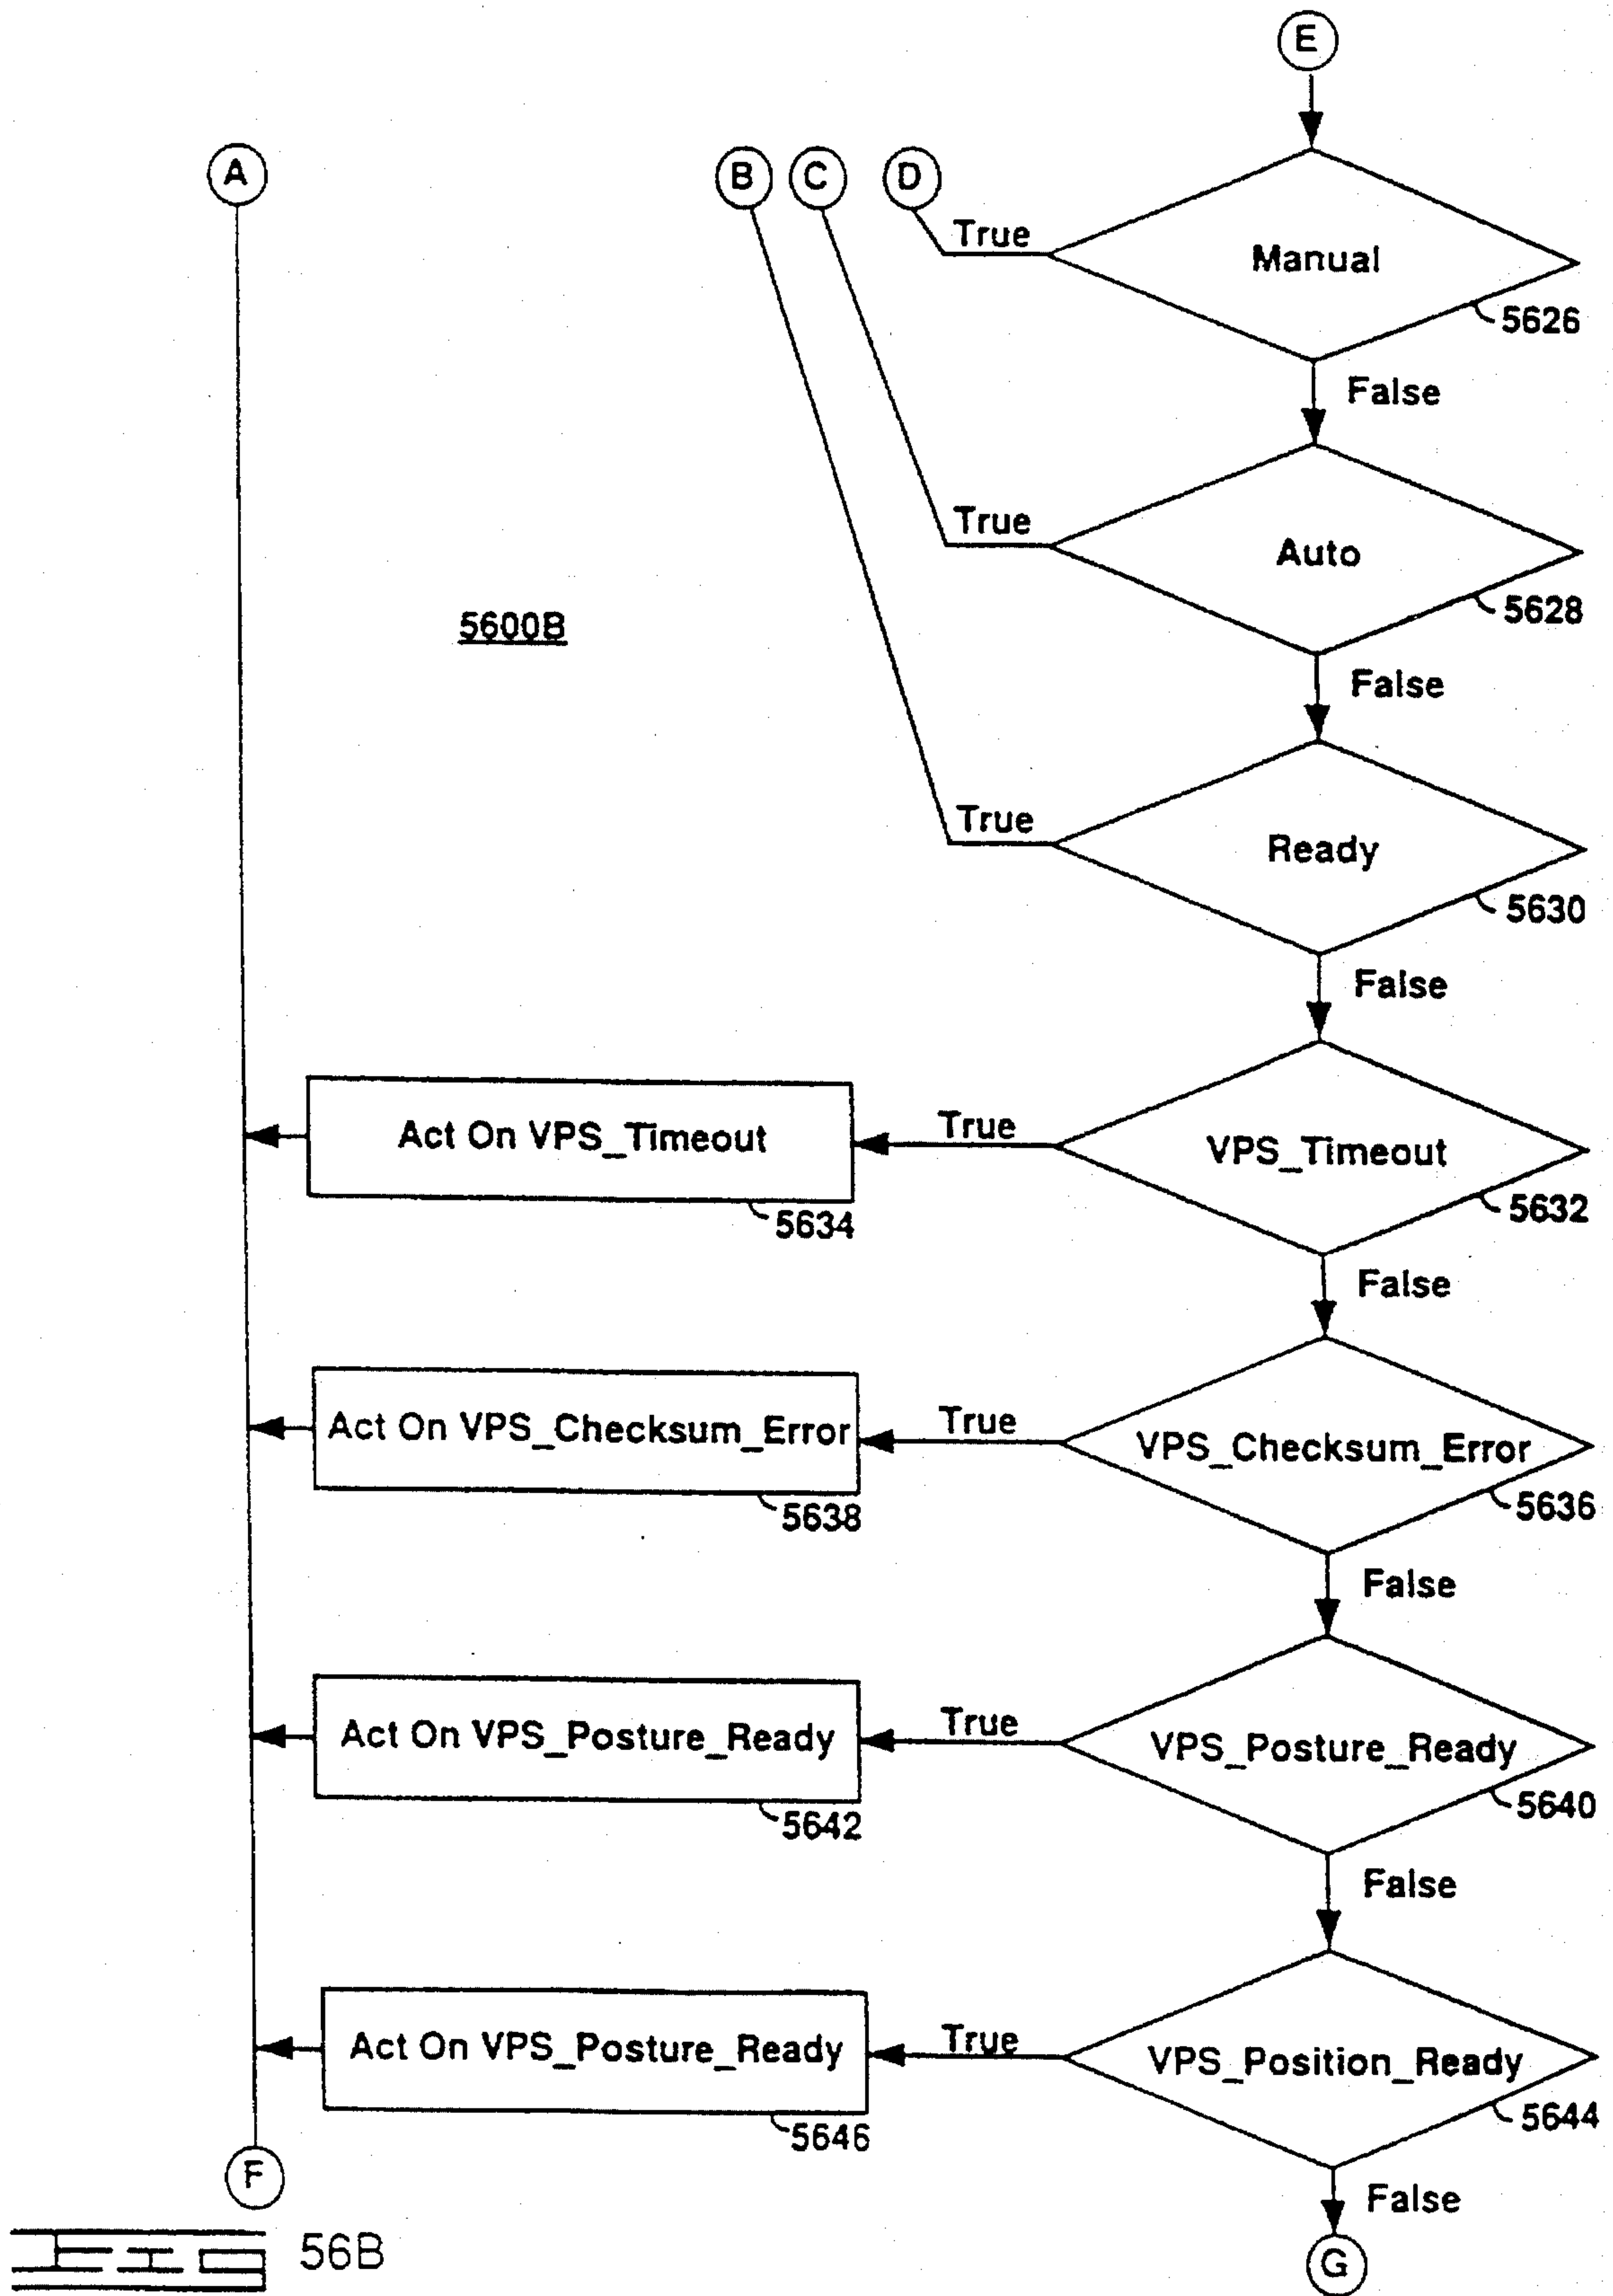 E
A
B
C
D
True
Manual
5626
False
True
Auto
5628
5600B
False
True
Ready
5630
False
Act On VPS_Timeout
True
VPS_Timeout
5634
5632
False
Act On VPS_Checksum_Error
True
VPS_Checksum_Error
5638
5636
False
Act On VPS_Posture_Ready
True
VPS_Posture_Ready
5642
5640
False
Act On VPS_Posture_Ready
True
VPS_Position_Ready
5646
5644
F
False
56B
G